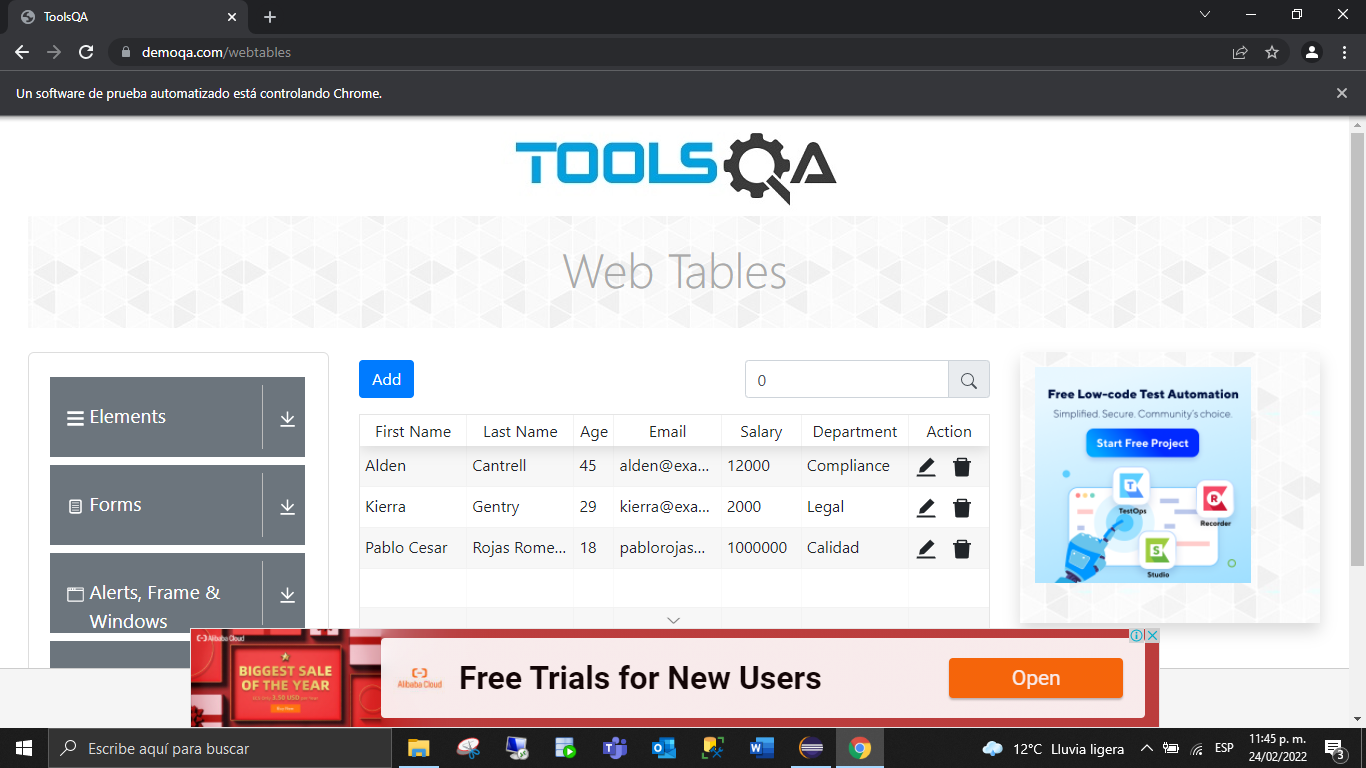 ToolsQA
demoqa.com/webtables
Un software de prueba automatizado está controlando Chrome.
TOOLSQA
Web Tables
Elements
Forms
Alerts, Frame &
Windows
Add
0
First Name Last Name Age Email Salary Department Action
Alden Cantrell 45 alden@exa... 12000 Compliance
Kierra Gentry 29 kierra@exa... 2000 Legal
Pablo Cesar Rojas Rome... 18 pablorojas... 1000000 Calidad
Free Low-code Test Automation
Simplified. Secure. Community's choice.
Start Free Project
TestOps
Recorder
Studio
Alibaba Cloud
BIGGEST SALE
OF THE YEAR
Alibaba Cloud
Free Trials for New Users
Open
Escribe aquí para buscar
12°C Lluvia ligera
ESP
11:45 p. m.
24/02/2022
3